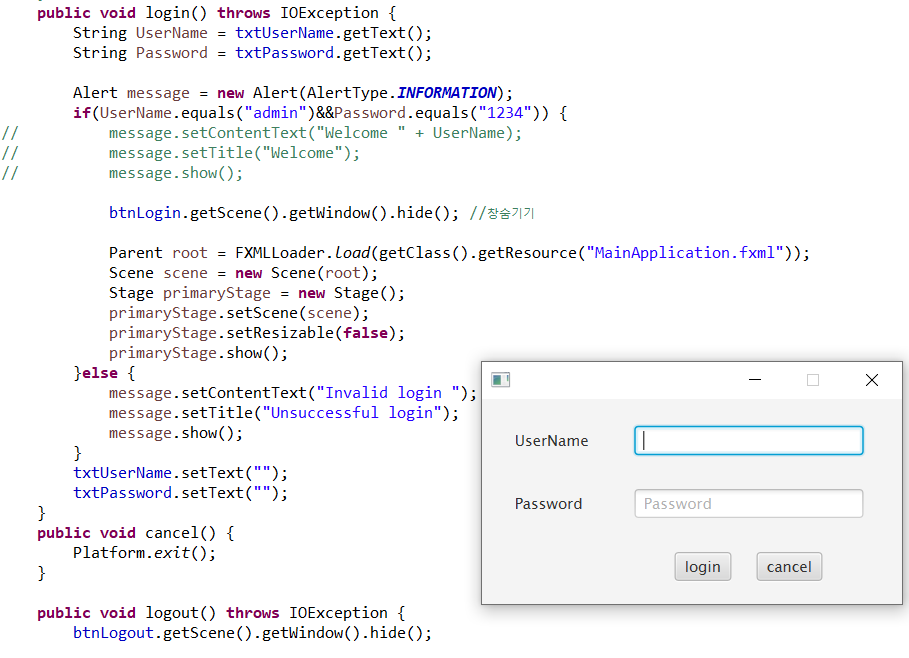 public void login() throws IOException {
String UserName = txtUserName.getText();
String Password = txtPassword.getText();
Alert message = new Alert(AlertType.INFORMATION);
if(UserName.equals("admin")&&Password.equals("1234")) {
// message.setContentText("Welcome " + UserName);
// message.setTitle("Welcome");
// message.show();
btnLogin.getScene().getWindow().hide(); //창숨기기
Parent root = FXMLLoader.load(getClass().getResource("MainApplication.fxml"));
Scene scene = new Scene(root);
Stage primaryStage = new Stage();
primaryStage.setScene(scene);
primaryStage.setResizable(false);
primaryStage.show();
}else {
message.setContentText("Invalid login ");
message.setTitle("Unsuccessful login");
message.show();
}
txtUserName.setText("");
txtPassword.setText("");
}
public void cancel() {
Platform.exit();
}
public void logout() throws IOException {
btnLogout.getScene().getWindow().hide();
UserName
Password Password
login cancel